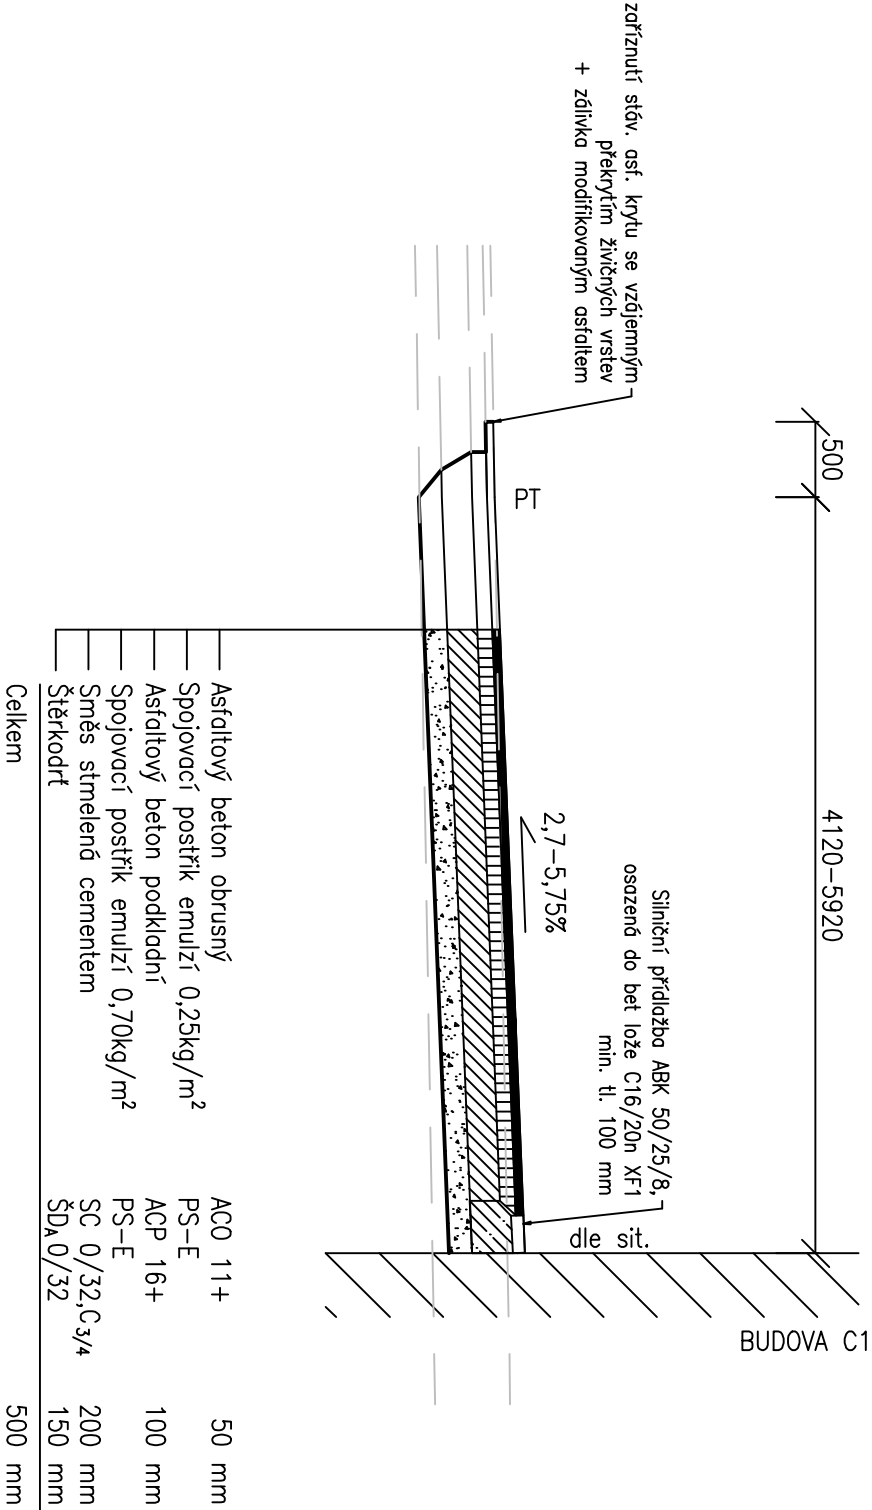 zaříznutí stáv. asf. krytu se vzájemným
překrytím živičných vrstev
+ zálivka modifikovaným asfaltem
500
4120-5920
PT
2,7-5,75%
Silniční přídlažba ABK 50/25/8,
osazená do bet lože C16/20n XF1
min. tl. 100 mm
dle sit.
BUDOVA C1
Asfaltový beton obrusný ACO 11+ 50 mm
Spojovací postřik emulzí 0,25kg/m² PS-E
Asfaltový beton podkladní ACP 16+ 100 mm
Spojovací postřik emulzí 0,70kg/m² PS-E
Směs stmelená cementem SC 0/32,C3/4 200 mm
Štěrkodrť ŠDA 0/32 150 mm
Celkem 500 mm